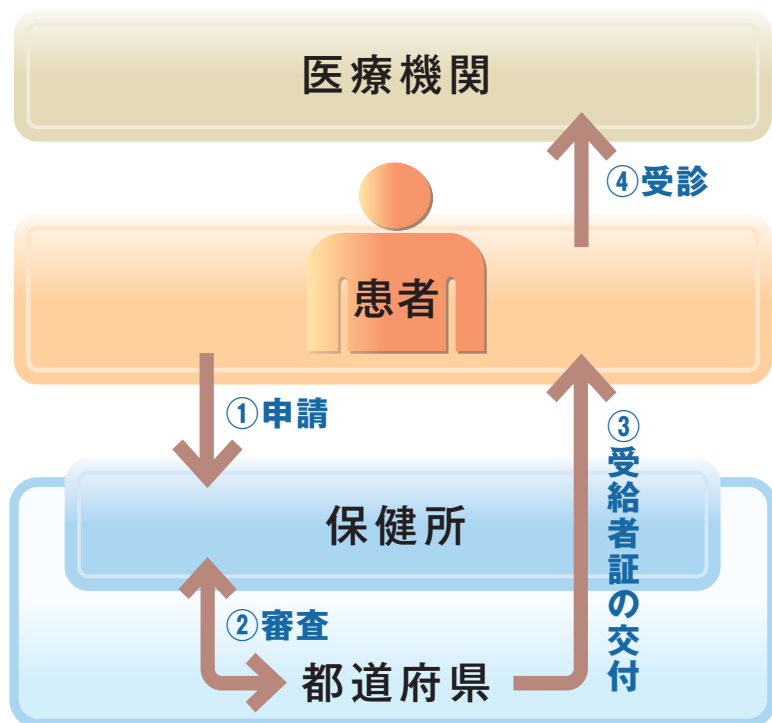 医療機関
④受診
患者
①申請
③受給者証の交付
保健所
②審査
都道府県